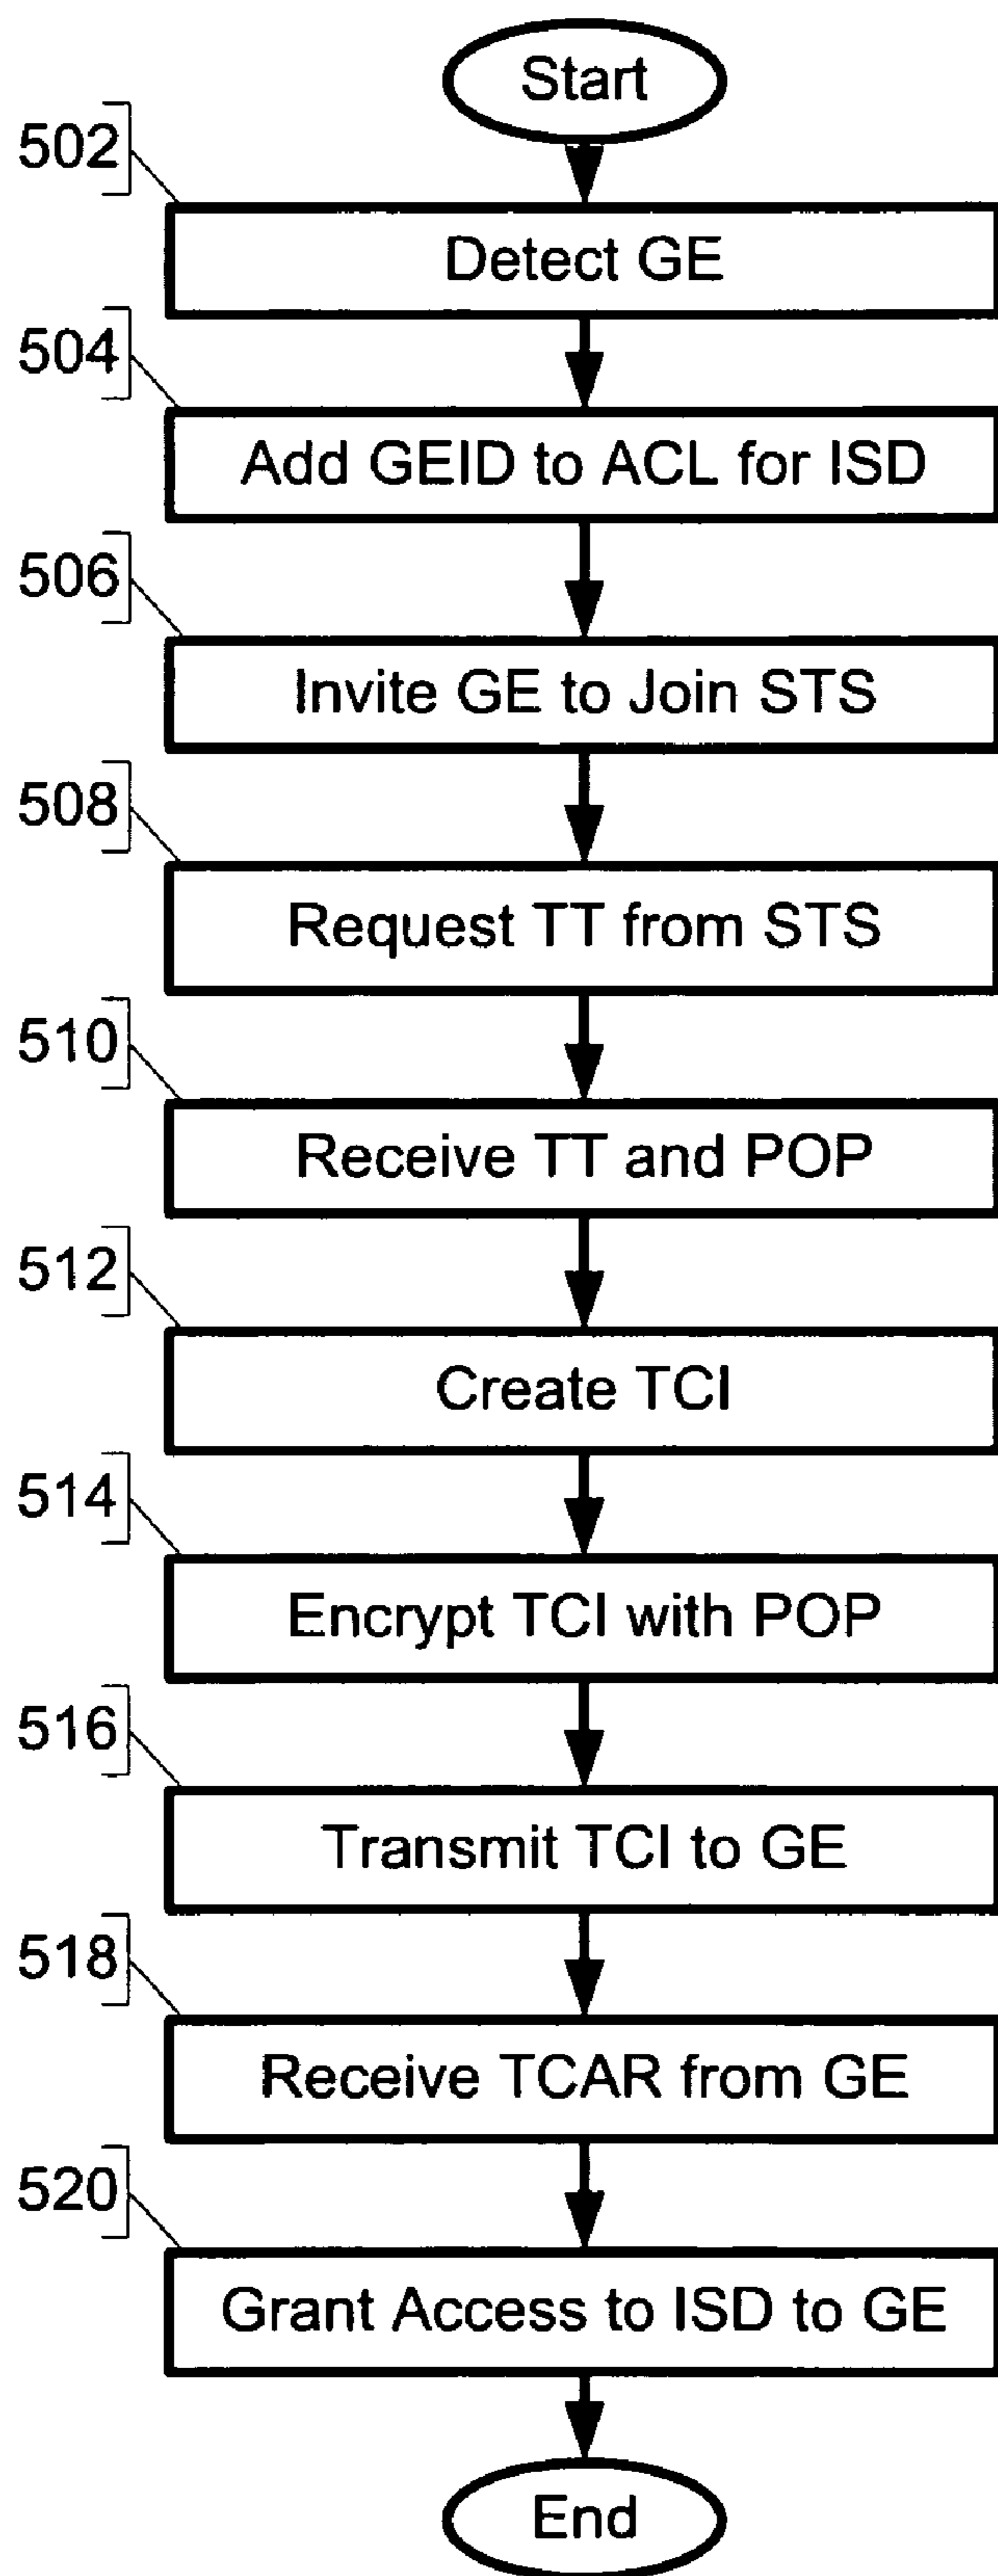 Start
502
Detect GE
504
Add GEID to ACL for ISD
506
Invite GE to Join STS
508
Request TT from STS
510
Receive TT and POP
512
Create TCI
514
Encrypt TCI with POP
516
Transmit TCI to GE
518
Receive TCAR from GE
520
Grant Access to ISD to GE
End